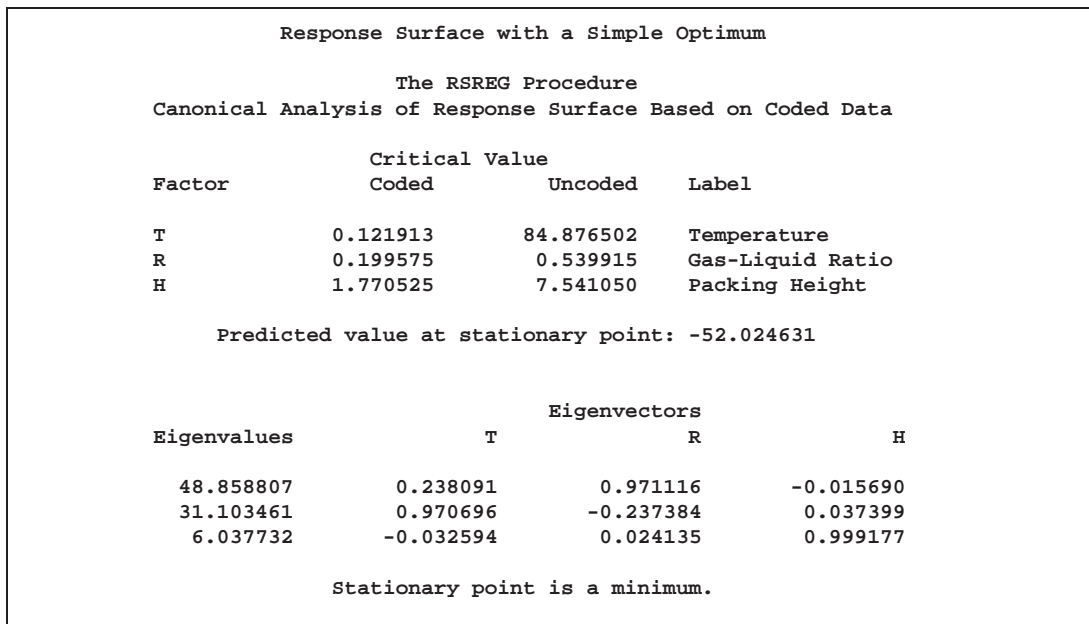 Response Surface with a Simple Optimum
The RSREG Procedure
Canonical Analysis of Response Surface Based on Coded Data
Critical Value
Factor Coded Uncoded Label
T 0.121913 84.876502 Temperature
R 0.199575 0.539915 Gas-Liquid Ratio
H 1.770525 7.541050 Packing Height
Predicted value at stationary point: -52.024631
Eigenvectors
Eigenvalues T R H
48.858807 0.238091 0.971116 -0.015690
31.103461 0.970696 -0.237384 0.037399
6.037732 -0.032594 0.024135 0.999177
Stationary point is a minimum.